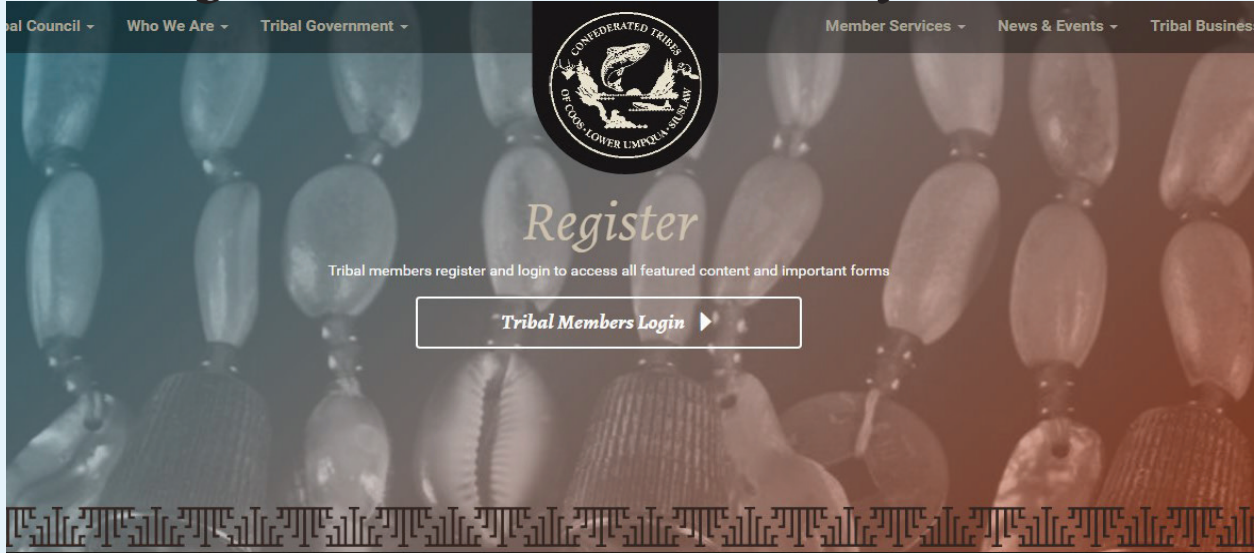 bal Council
Who We Are
Tribal Government
CONFEDERATED TRIBES
OF COOS · LOWER UMPQUA · SIUSLAW
Member Services
News & Events
Tribal Busines
Register
Tribal members register and login to access all featured content and important forms
Tribal Members Login